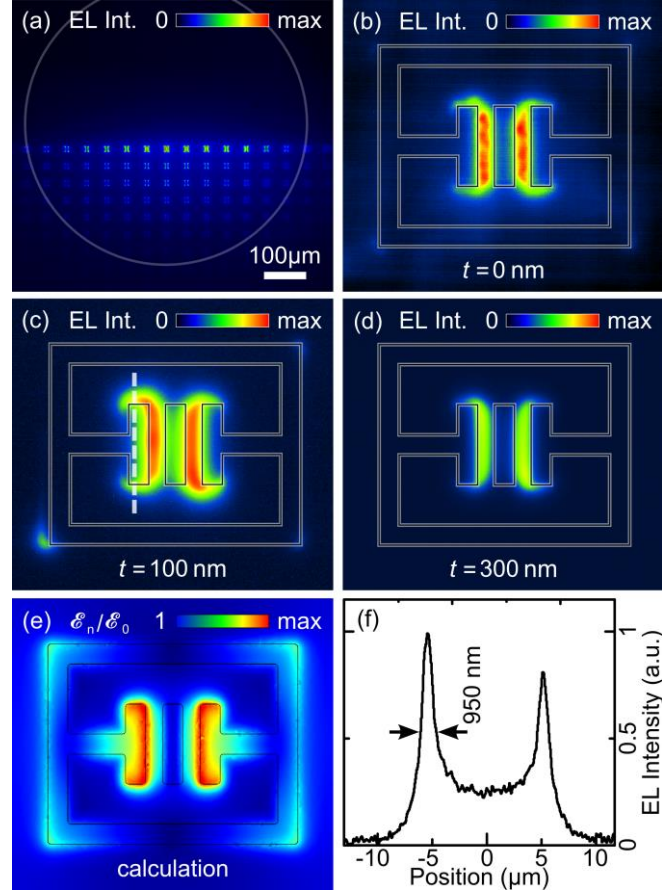 (a) EL Int. 0 max
100μm
(b) EL Int. 0 max
t = 0 nm
(c) EL Int. 0 max
t = 100 nm
(d) EL Int. 0 max
t = 300 nm
(e) ℰn/ℰ0 1 max
calculation
(f)
950 nm
1
0.5
0
EL Intensity (a.u.)
-10 -5 0 5 10
Position (μm)